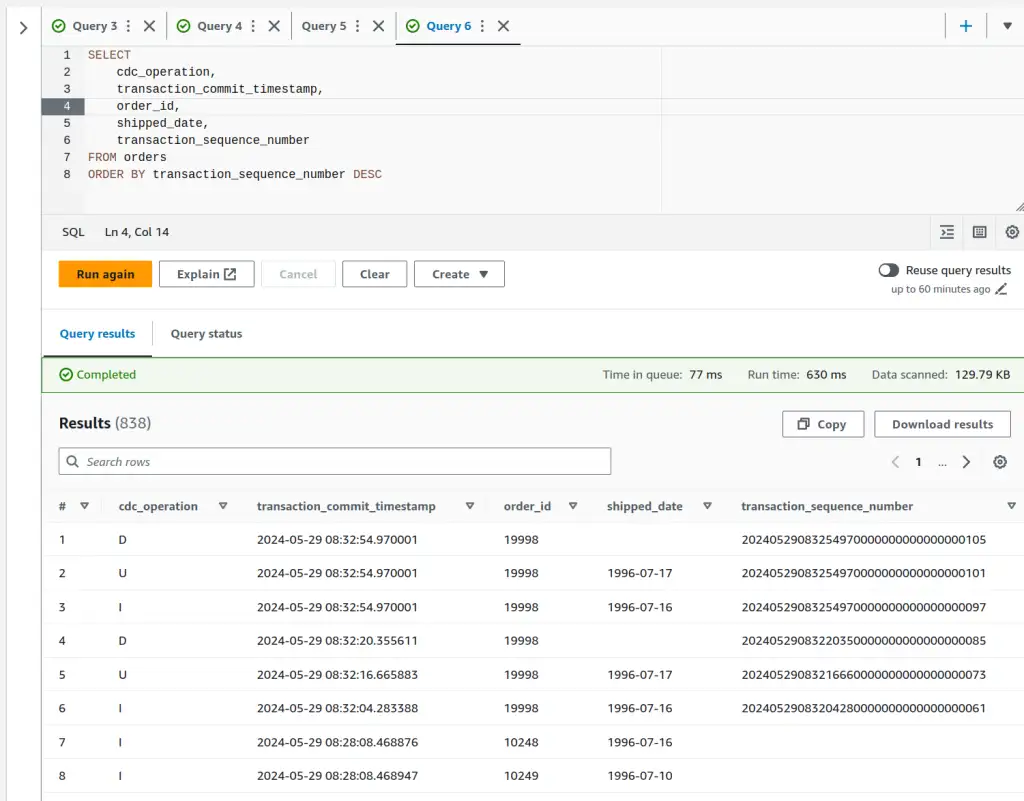 Query 3 Query 4 Query 5 Query 6
1 SELECT
2 cdc_operation,
3 transaction_commit_timestamp,
4 order_id,
5 shipped_date,
6 transaction_sequence_number
7 FROM orders
8 ORDER BY transaction_sequence_number DESC
SQL Ln 4, Col 14
Run again Explain Cancel Clear Create Reuse query results
up to 60 minutes ago
Query results Query status
Completed Time in queue: 77 ms Run time: 630 ms Data scanned: 129.79 KB
Results (838) Copy Download results
Search rows 1 ...
# cdc_operation transaction_commit_timestamp order_id shipped_date transaction_sequence_number
1 D 2024-05-29 08:32:54.970001 19998 20240529083254970000000000000000105
2 U 2024-05-29 08:32:54.970001 19998 1996-07-17 20240529083254970000000000000000101
3 I 2024-05-29 08:32:54.970001 19998 1996-07-16 20240529083254970000000000000000097
4 D 2024-05-29 08:32:20.355611 19998 20240529083220350000000000000000085
5 U 2024-05-29 08:32:16.665883 19998 1996-07-17 20240529083216660000000000000000073
6 I 2024-05-29 08:32:04.283388 19998 1996-07-16 20240529083204280000000000000000061
7 I 2024-05-29 08:28:08.468876 10248 1996-07-16
8 I 2024-05-29 08:28:08.468947 10249 1996-07-10